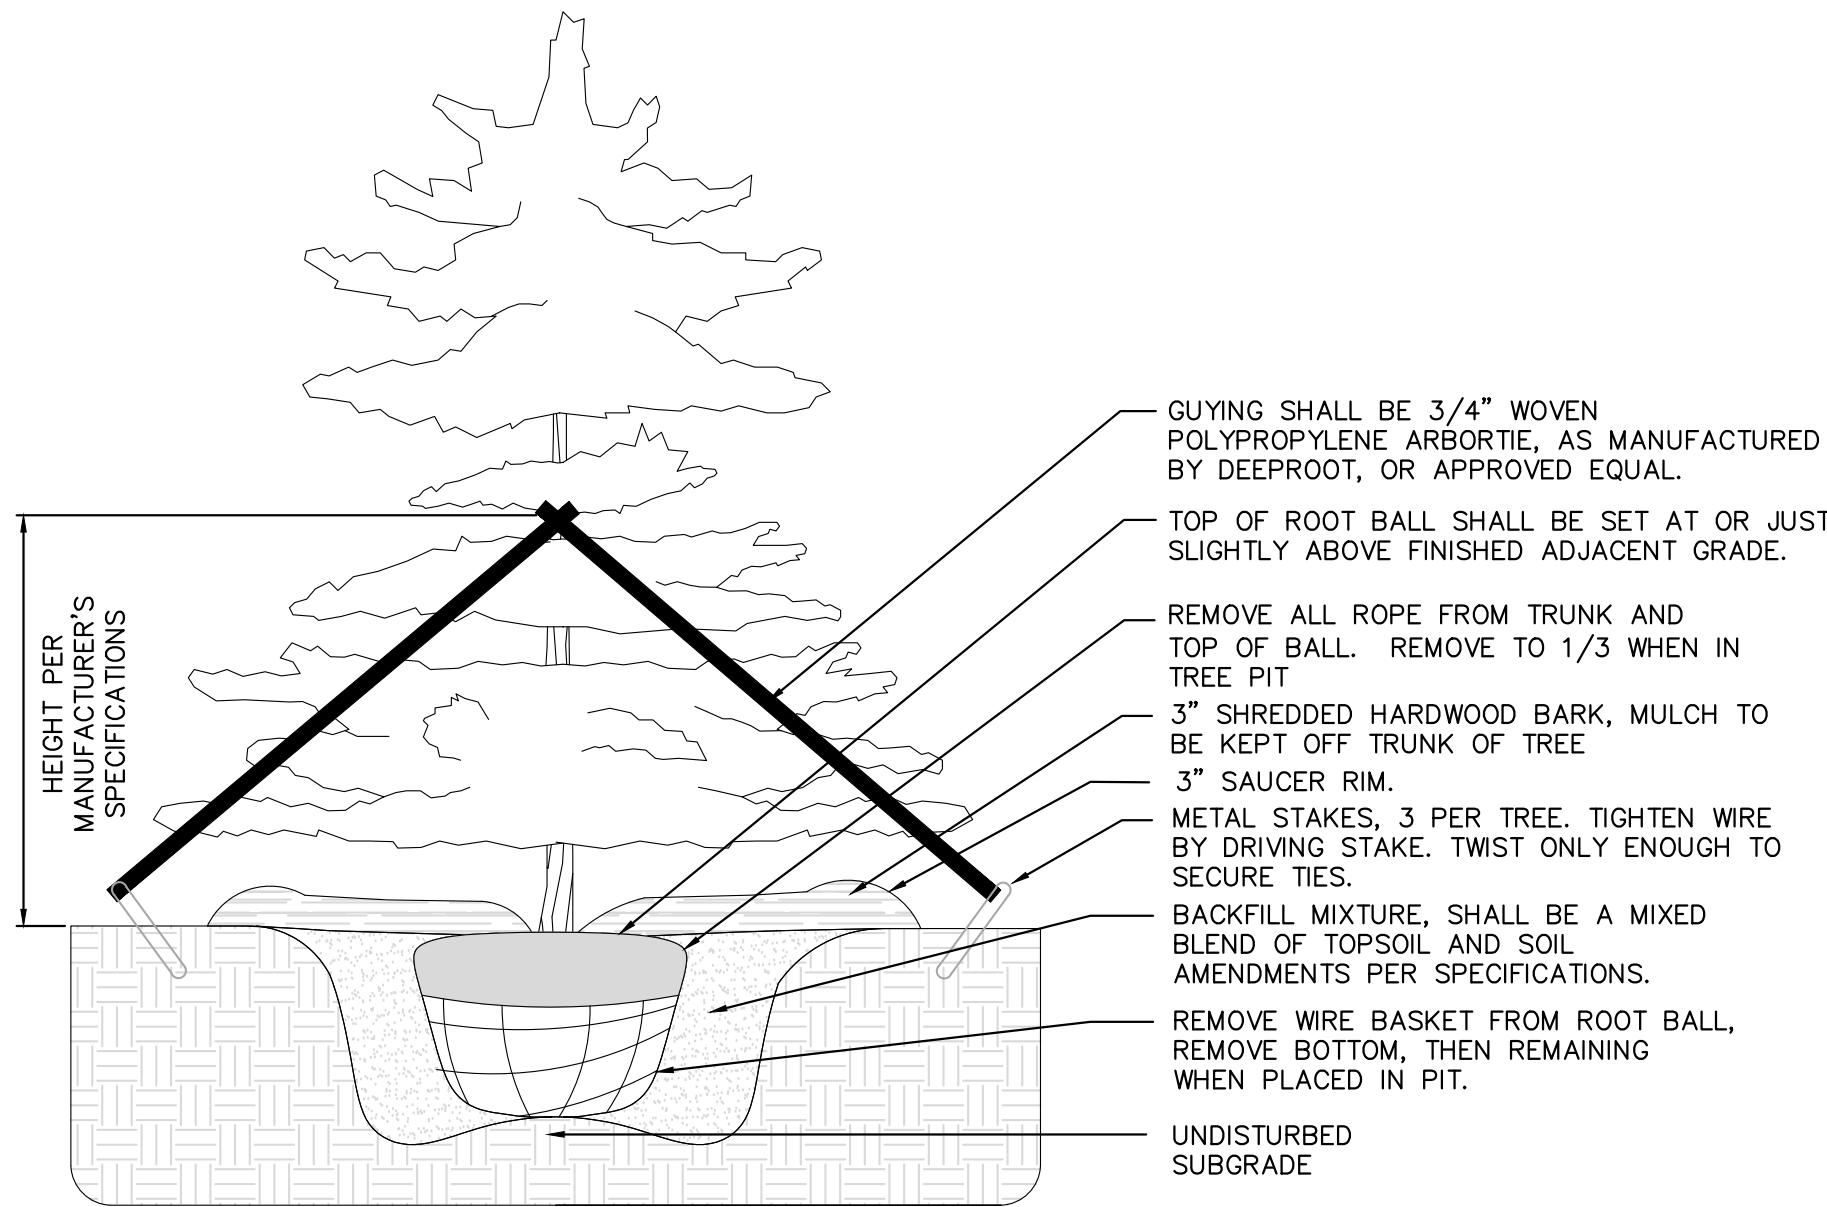 GUYING SHALL BE 3/4” WOVEN
POLYPROPYLENE ARBORTIE, AS MANUFACTURED
BY DEEPROOT, OR APPROVED EQUAL.
TOP OF ROOT BALL SHALL BE SET AT OR JUST
SLIGHTLY ABOVE FINISHED ADJACENT GRADE.
REMOVE ALL ROPE FROM TRUNK AND
TOP OF BALL. REMOVE TO 1/3 WHEN IN
TREE PIT
3” SHREDDED HARDWOOD BARK, MULCH TO
BE KEPT OFF TRUNK OF TREE
3” SAUCER RIM.
METAL STAKES, 3 PER TREE. TIGHTEN WIRE
BY DRIVING STAKE. TWIST ONLY ENOUGH TO
SECURE TIES.
BACKFILL MIXTURE, SHALL BE A MIXED
BLEND OF TOPSOIL AND SOIL
AMENDMENTS PER SPECIFICATIONS.
REMOVE WIRE BASKET FROM ROOT BALL,
REMOVE BOTTOM, THEN REMAINING
WHEN PLACED IN PIT.
UNDISTURBED
SUBGRADE
HEIGHT PER
MANUFACTURER'S
SPECIFICATIONS